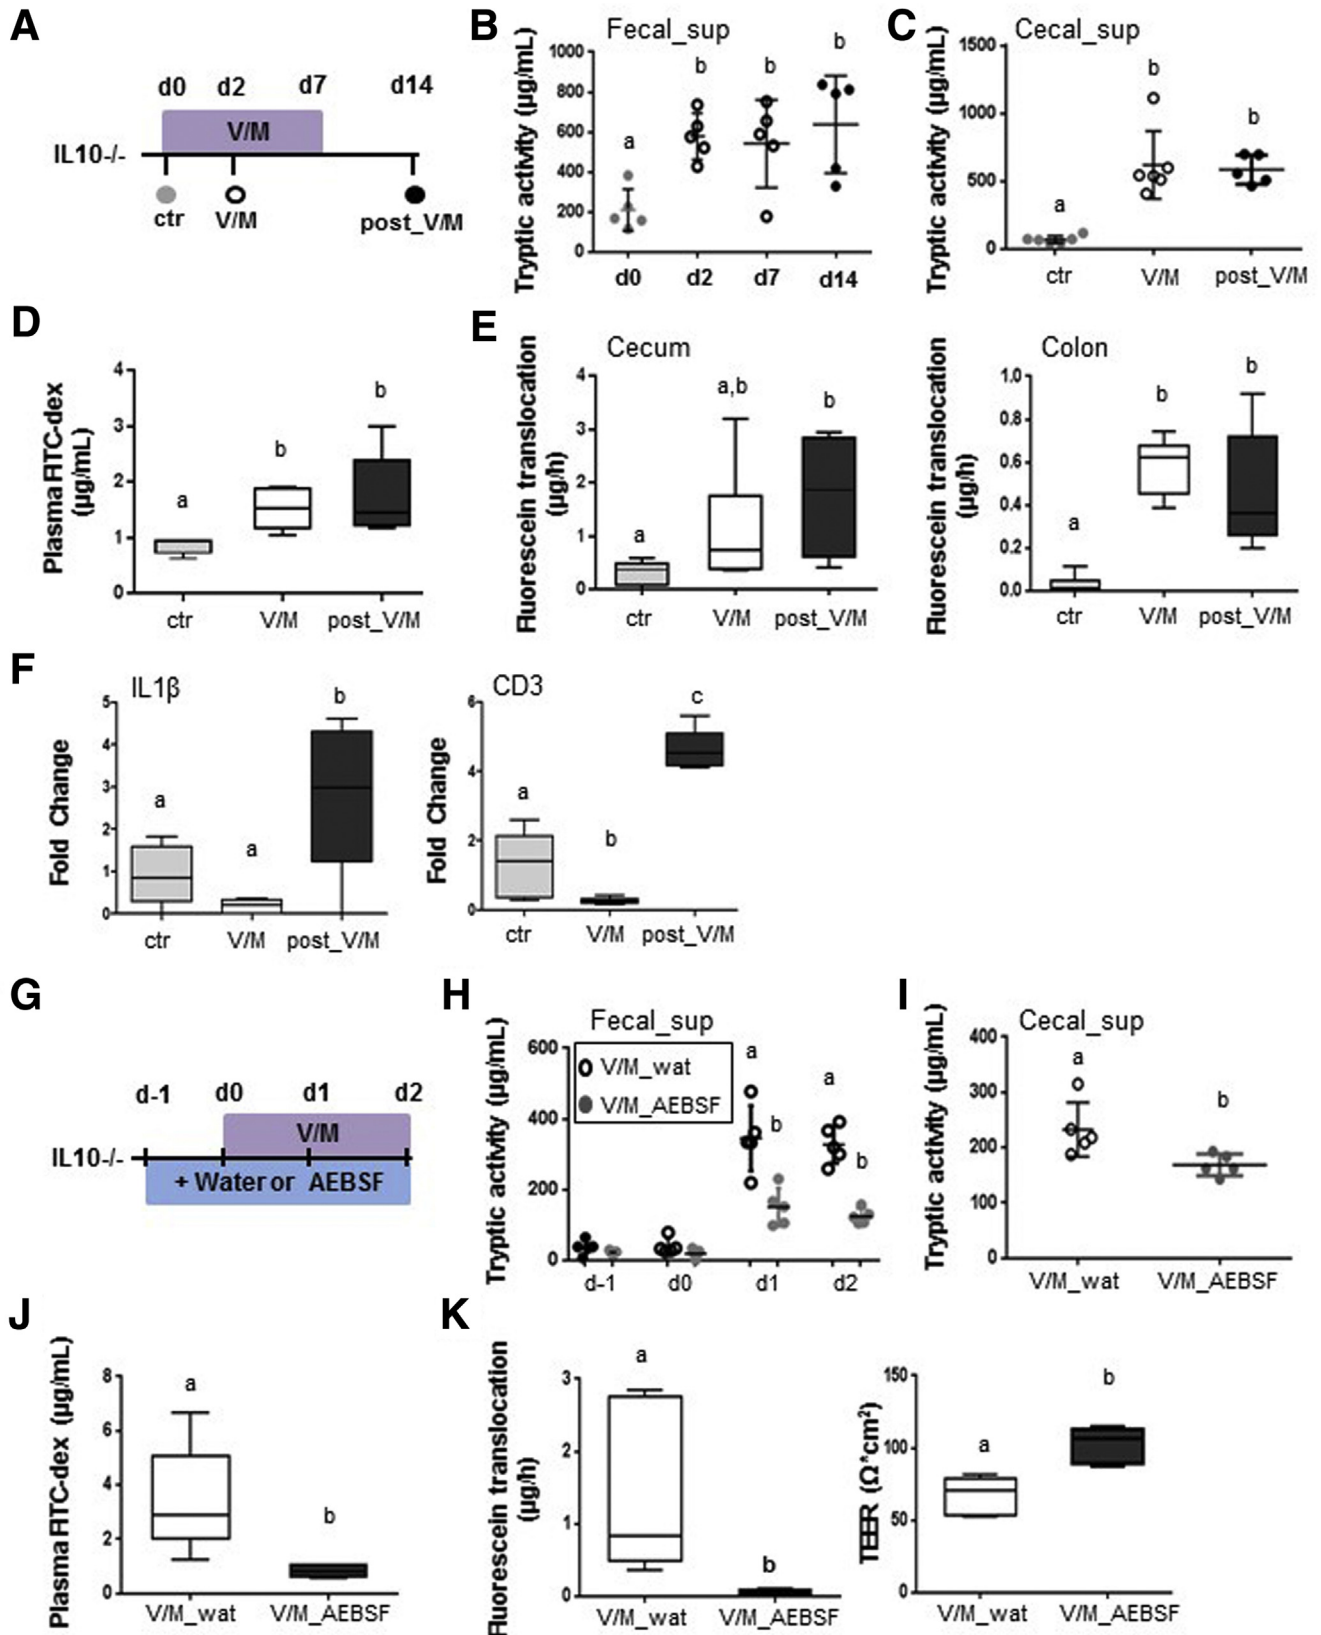 A
d0 d2 d7 d14
V/M
IL10-/-
ctr V/M post_V/M
B
Fecal_sup
Tryptic activity (µg/mL)
1000
800
600
400
200
0
a b b b
d0 d2 d7 d14
C
Cecal_sup
Tryptic activity (µg/mL)
1500
1000
500
0
a b b
ctr V/M post_V/M
D
Plasma FITC-dex
(µg/mL)
4
3
2
1
0
a b b
ctr V/M post_V/M
E
Cecum
Fluorescein translocation
(µg/h)
4
3
2
1
0
a a,b b
ctr V/M post_V/M
Colon
Fluorescein translocation
(µg/h)
1.0
0.8
0.6
0.4
0.2
0.0
a b b
ctr V/M post_V/M
F
IL1β
Fold Change
5
4
3
2
1
0
a a b
ctr V/M post_V/M
CD3
Fold Change
6
4
2
0
a b c
ctr V/M post_V/M
G
d-1 d0 d1 d2
V/M
IL10-/-
+ Water or AEBSF
H
Fecal_sup
Tryptic activity (µg/mL)
600
400
200
0
V/M_wat
V/M_AEBSF
a b a b
d-1 d0 d1 d2
I
Cecal_sup
Tryptic activity (µg/mL)
400
300
200
100
0
a b
V/M_wat V/M_AEBSF
J
Plasma FITC-dex (µg/mL)
8
6
4
2
0
a b
V/M_wat V/M_AEBSF
K
Fluorescein translocation
(µg/h)
3
2
1
0
a b
V/M_wat V/M_AEBSF
TEER (Ω*cm²)
150
100
50
0
a b
V/M_wat V/M_AEBSF